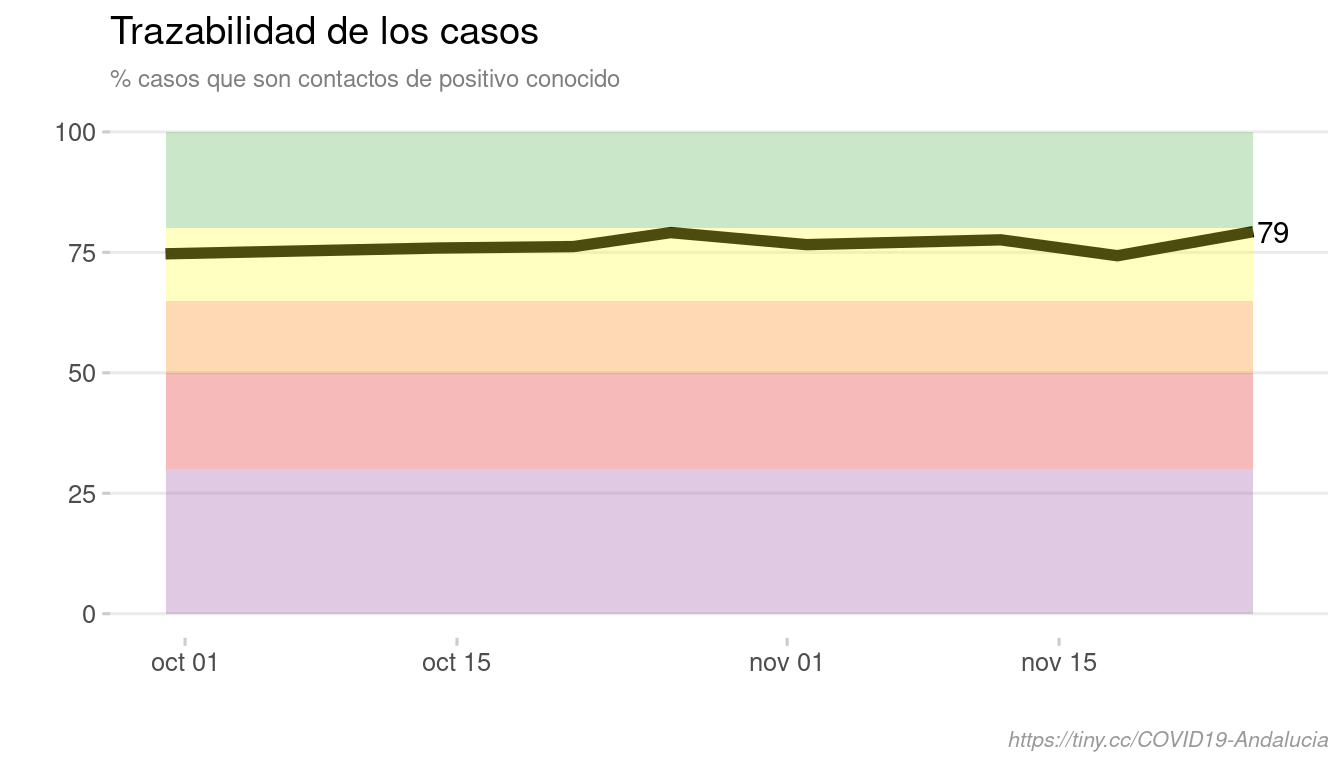 Trazabilidad de los casos
% casos que son contactos de positivo conocido
100
75
79
50
25
0
oct 01 oct 15 nov 01 nov 15
https://tiny.cc/COVID19-Andalucia